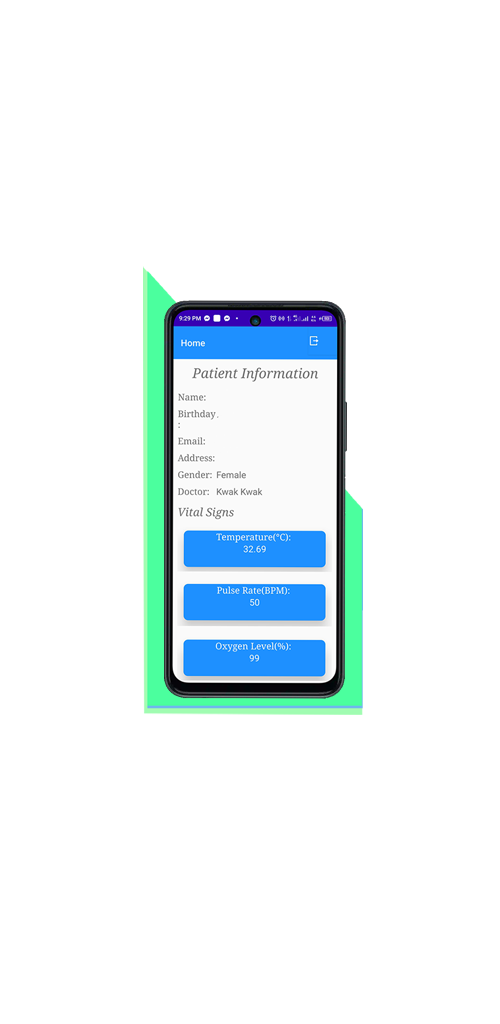 9:29 PM
Home
Patient Information
Name:
Birthday .
:
Email:
Address:
Gender: Female
Doctor: Kwak Kwak
Vital Signs
Temperature(°C):
32.69
Pulse Rate(BPM):
50
Oxygen Level(%):
99